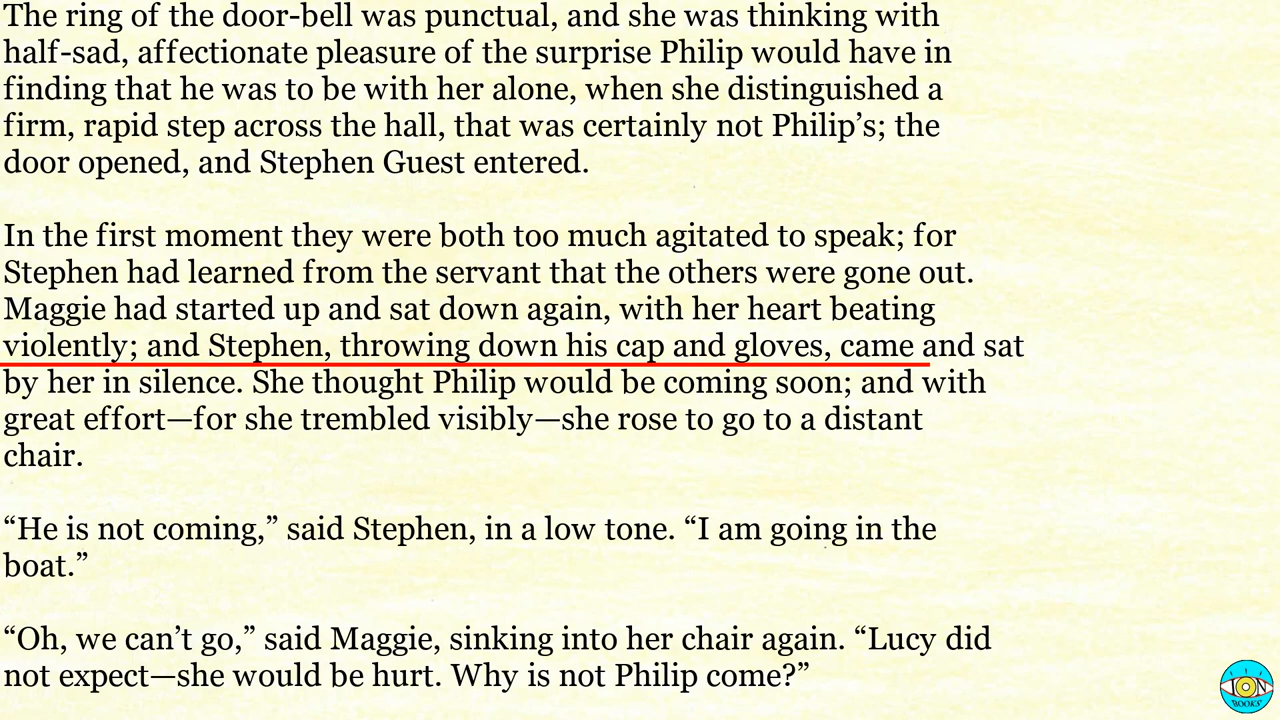 The ring of the door-bell was punctual, and she was thinking with
half-sad, affectionate pleasure of the surprise Philip would have in
finding that he was to be with her alone, when she distinguished a
firm, rapid step across the hall, that was certainly not Philip’s; the
door opened, and Stephen Guest entered.
In the first moment they were both too much agitated to speak; for
Stephen had learned from the servant that the others were gone out.
Maggie had started up and sat down again, with her heart beating
violently; and Stephen, throwing down his cap and gloves, came and sat
by her in silence. She thought Philip would be coming soon; and with
great effort—for she trembled visibly—she rose to go to a distant
chair.
“He is not coming,” said Stephen, in a low tone. “I am going in the
boat.”
“Oh, we can’t go,” said Maggie, sinking into her chair again. “Lucy did
not expect—she would be hurt. Why is not Philip come?”
ION
BOOKS